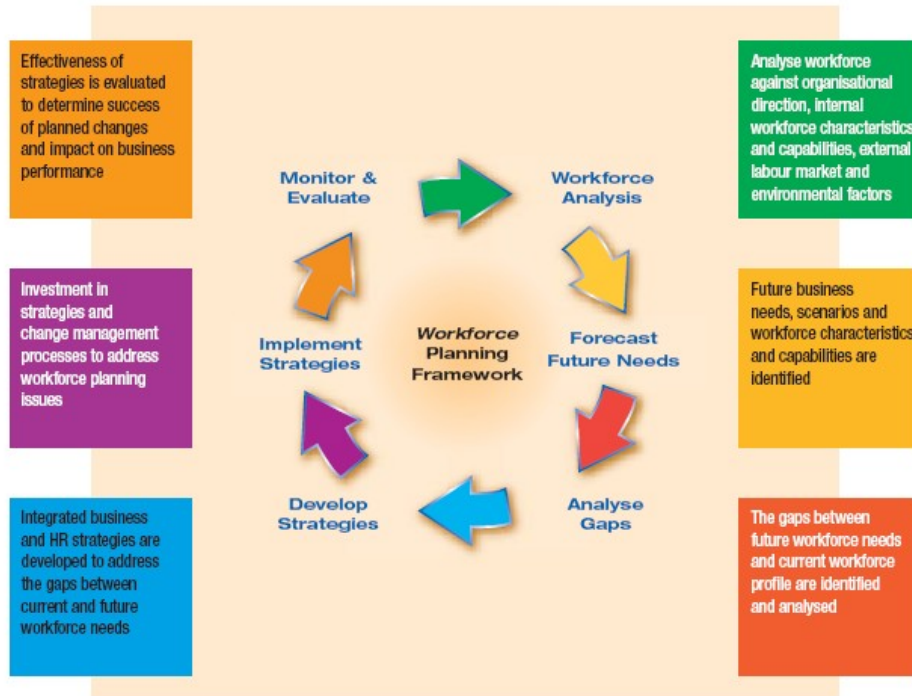 Effectiveness of
strategies is evaluated
to determine success
of planned changes
and impact on business
performance
Analyse workforce
against organisational
direction, internal
workforce characteristics
and capabilities, external
labour market and
environmental factors
Monitor &
Evaluate
Workforce
Analysis
Investment in
strategies and
change management
processes to address
workforce planning
issues
Implement
Strategies
Workforce
Planning
Framework
Forecast
Future Needs
Future business
needs, scenarios and
workforce characteristics
and capabilities are
identified
Develop
Strategies
Analyse
Gaps
Integrated business
and HR strategies are
developed to address
the gaps between
current and future
workforce needs
The gaps between
future workforce needs
and current workforce
profile are identified
and analysed